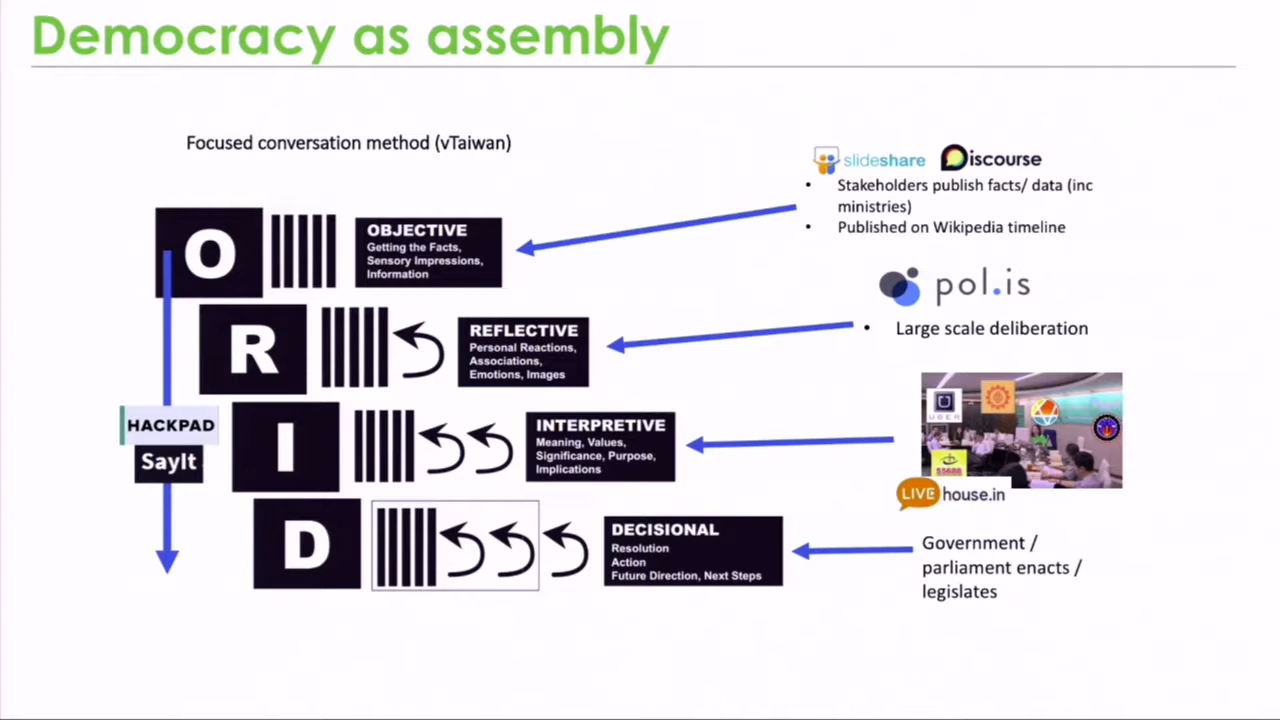 Democracy as assembly
Focused conversation method (vTaiwan)
slideshare Discourse
• Stakeholders publish facts/ data (inc
ministries)
• Published on Wikipedia timeline
O
OBJECTIVE
Getting the Facts,
Sensory Impressions,
Information
pol.is
• Large scale deliberation
R
REFLECTIVE
Personal Reactions,
Associations,
Emotions, Images
HACKPAD
SayIt
I
INTERPRETIVE
Meaning, Values,
Significance, Purpose,
Implications
UBER
55688
LIVE house.in
D
DECISIONAL
Resolution
Action
Future Direction, Next Steps
Government /
parliament enacts /
legislates